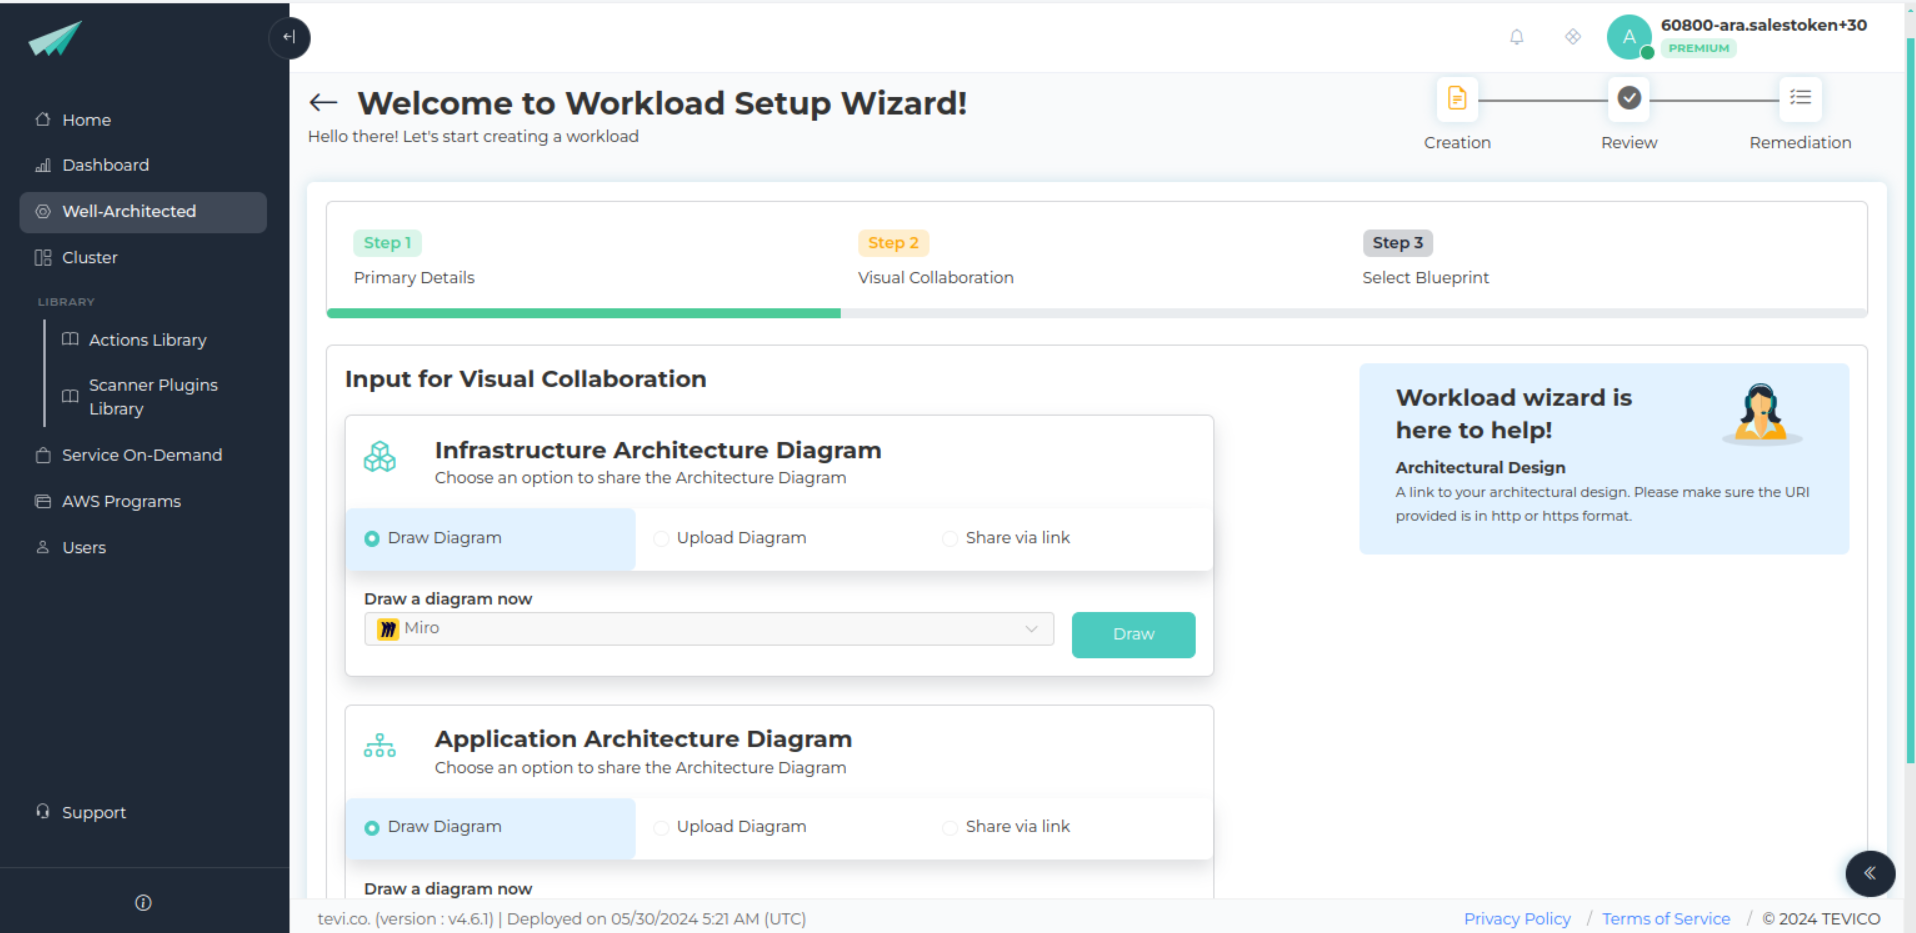 A
60800-ara.salestoken+30
PREMIUM
Home
Dashboard
Well-Architected
Cluster
LIBRARY
Actions Library
Scanner Plugins
Library
Service On-Demand
AWS Programs
Users
Support
Welcome to Workload Setup Wizard!
Hello there! Let's start creating a workload
Creation
Review
Remediation
Step 1
Primary Details
Step 2
Visual Collaboration
Step 3
Select Blueprint
Input for Visual Collaboration
Infrastructure Architecture Diagram
Choose an option to share the Architecture Diagram
Draw Diagram
Upload Diagram
Share via link
Draw a diagram now
Miro
Draw
Application Architecture Diagram
Choose an option to share the Architecture Diagram
Draw Diagram
Upload Diagram
Share via link
Draw a diagram now
Workload wizard is
here to help!
Architectural Design
A link to your architectural design. Please make sure the URI
provided is in http or https format.
tevi.co. (version : v4.6.1) | Deployed on 05/30/2024 5:21 AM (UTC)
Privacy Policy / Terms of Service / © 2024 TEVICO